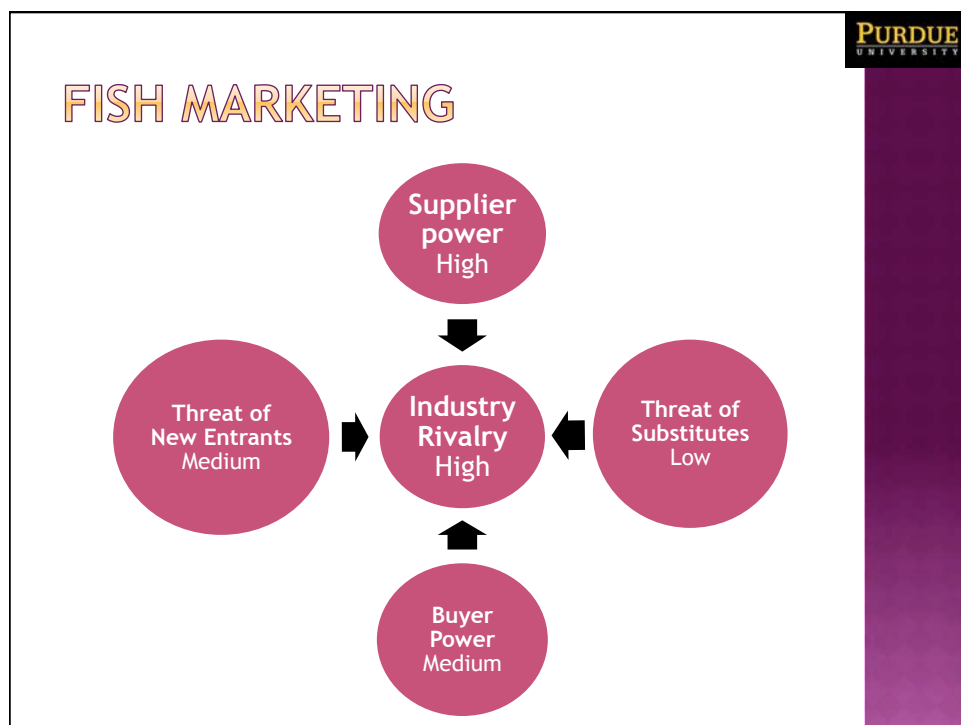 PURDUE
UNIVERSITY
FISH MARKETING
Supplier
power
High
Threat of
New Entrants
Medium
Industry
Rivalry
High
Threat of
Substitutes
Low
Buyer
Power
Medium